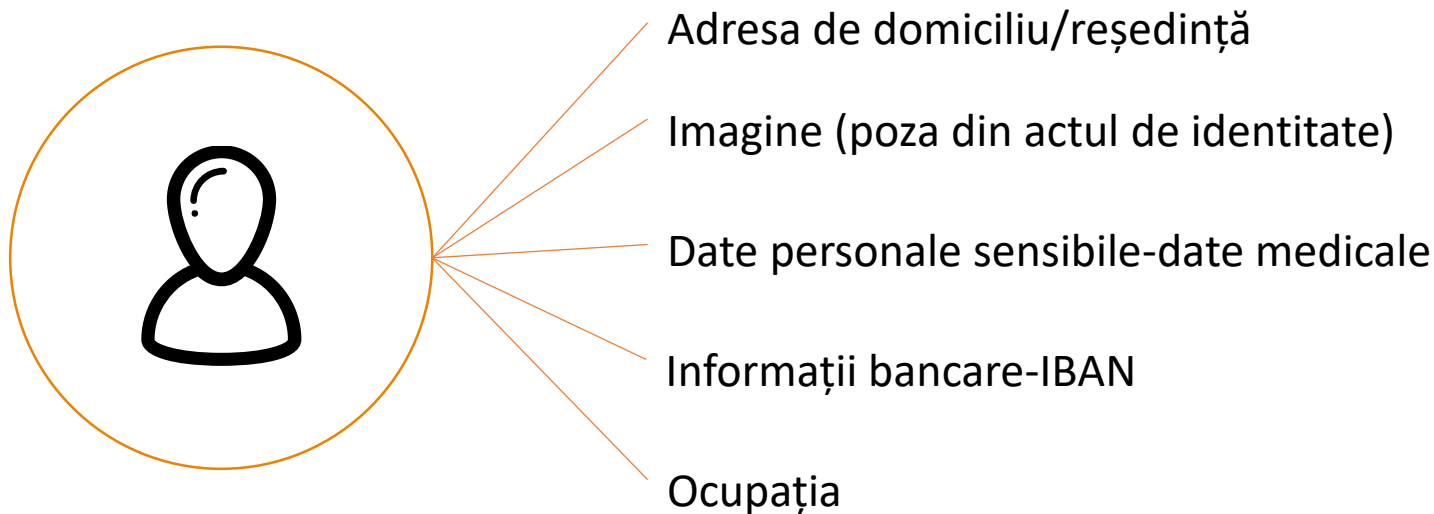 Adresa de domiciliu/reședință
Imagine (poza din actul de identitate)
Date personale sensibile-date medicale
Informații bancare-IBAN
Ocupația